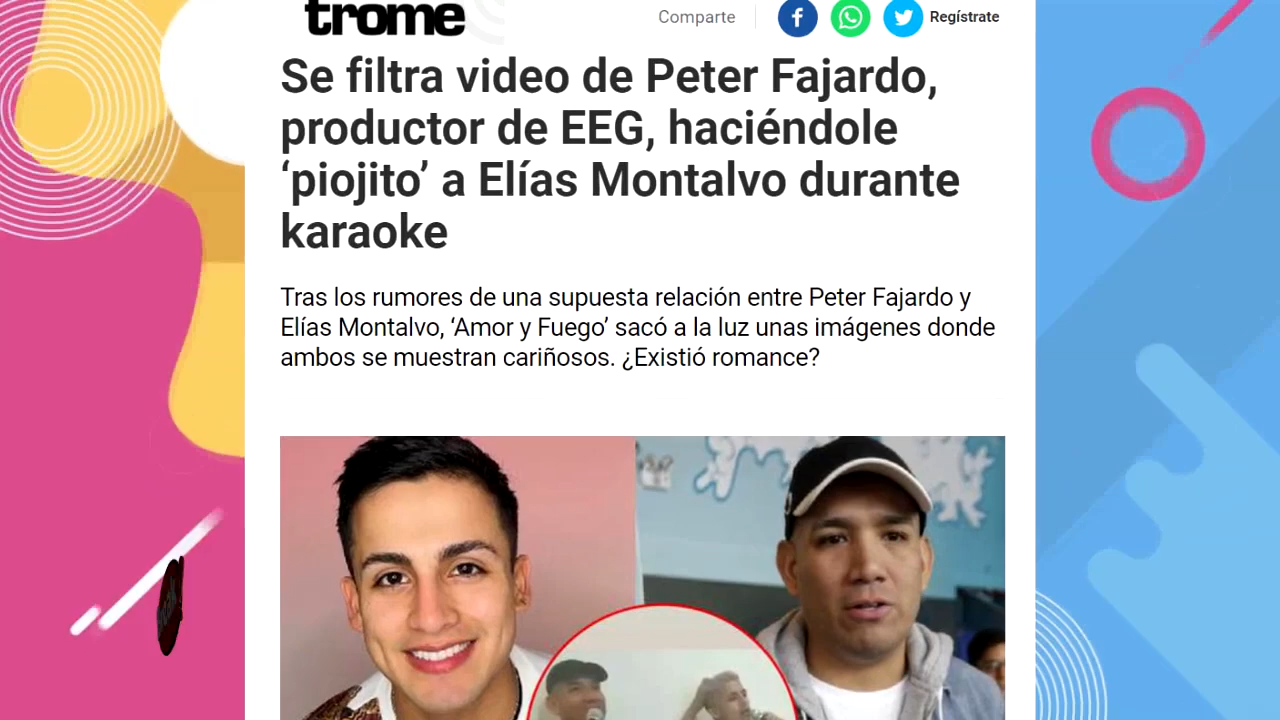 trome
Comparte
Regístrate
Se filtra video de Peter Fajardo,
productor de EEG, haciéndole
‘piojito’ a Elías Montalvo durante
karaoke
Tras los rumores de una supuesta relación entre Peter Fajardo y
Elías Montalvo, ‘Amor y Fuego’ sacó a la luz unas imágenes donde
ambos se muestran cariñosos. ¿Existió romance?